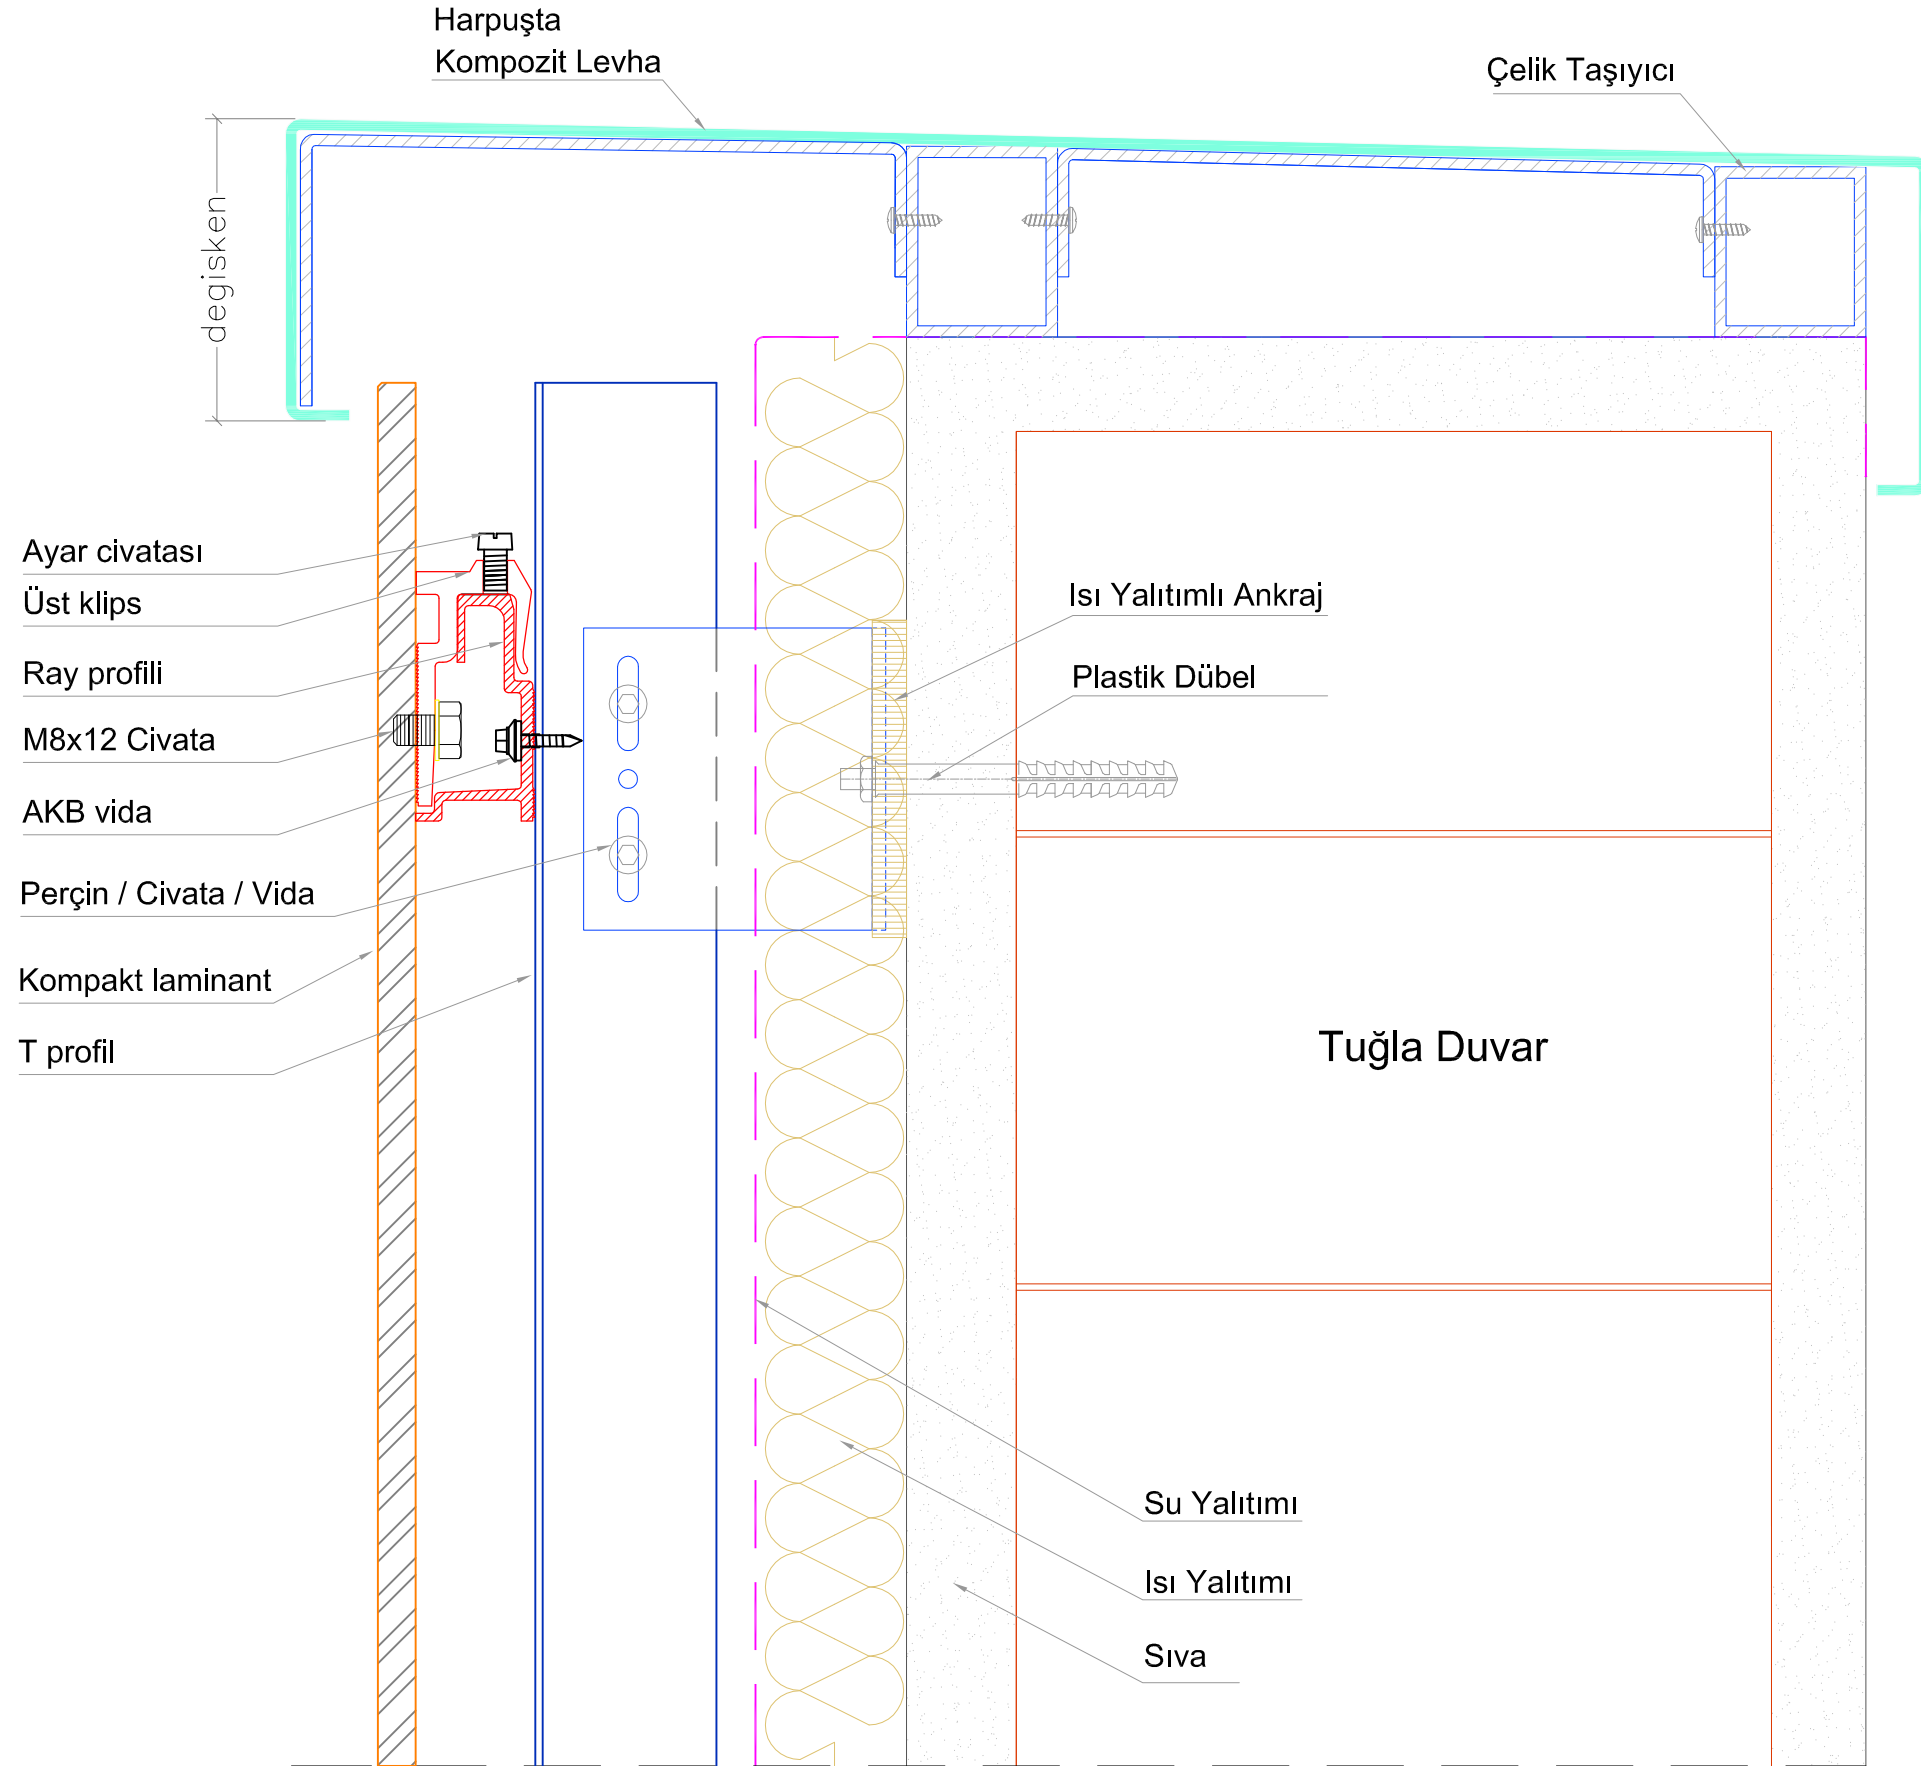 Harpuşta
Kompozit Levha
Çelik Taşıyıcı
degisken
Ayar civatası
Üst klips
Ray profili
M8x12 Civata
AKB vida
Perçin / Civata / Vida
Kompakt laminant
T profil
Isı Yalıtımlı Ankraj
Plastik Dübel
Tuğla Duvar
Su Yalıtımı
Isı Yalıtımı
Sıva